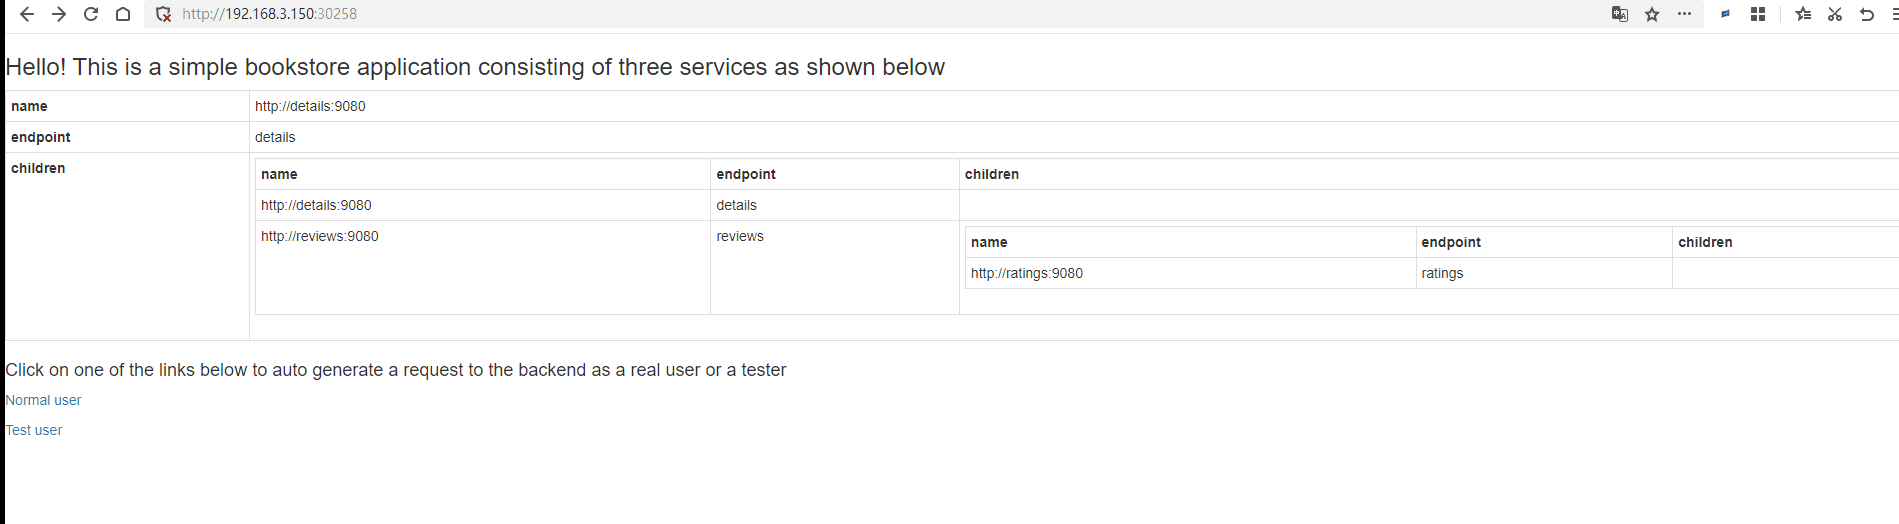 http://192.168.3.150:30258
Hello! This is a simple bookstore application consisting of three services as shown below
name http://details:9080
endpoint details
children
name endpoint children
http://details:9080 details
http://reviews:9080 reviews
name endpoint children
http://ratings:9080 ratings
Click on one of the links below to auto generate a request to the backend as a real user or a tester
Normal user
Test user